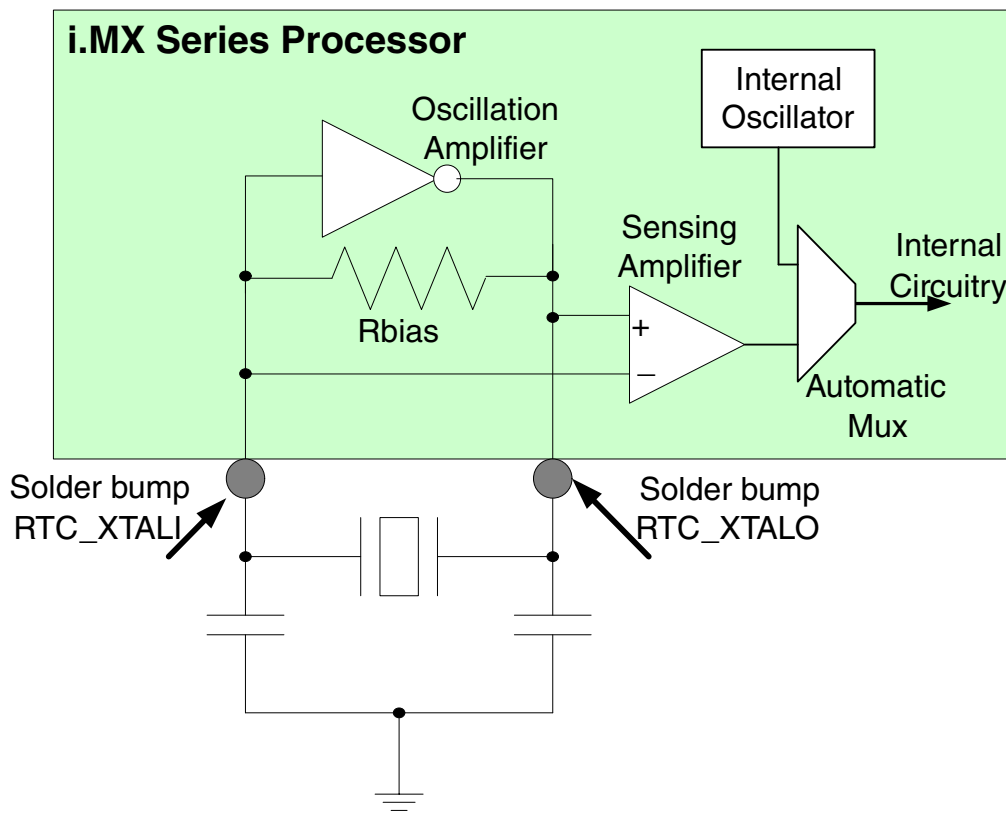 i.MX Series Processor
Internal
Oscillator
Oscillation
Amplifier
Sensing
Amplifier
Internal
Circuitry
Rbias
+
−
Automatic
Mux
Solder bump
RTC_XTALI
Solder bump
RTC_XTALO